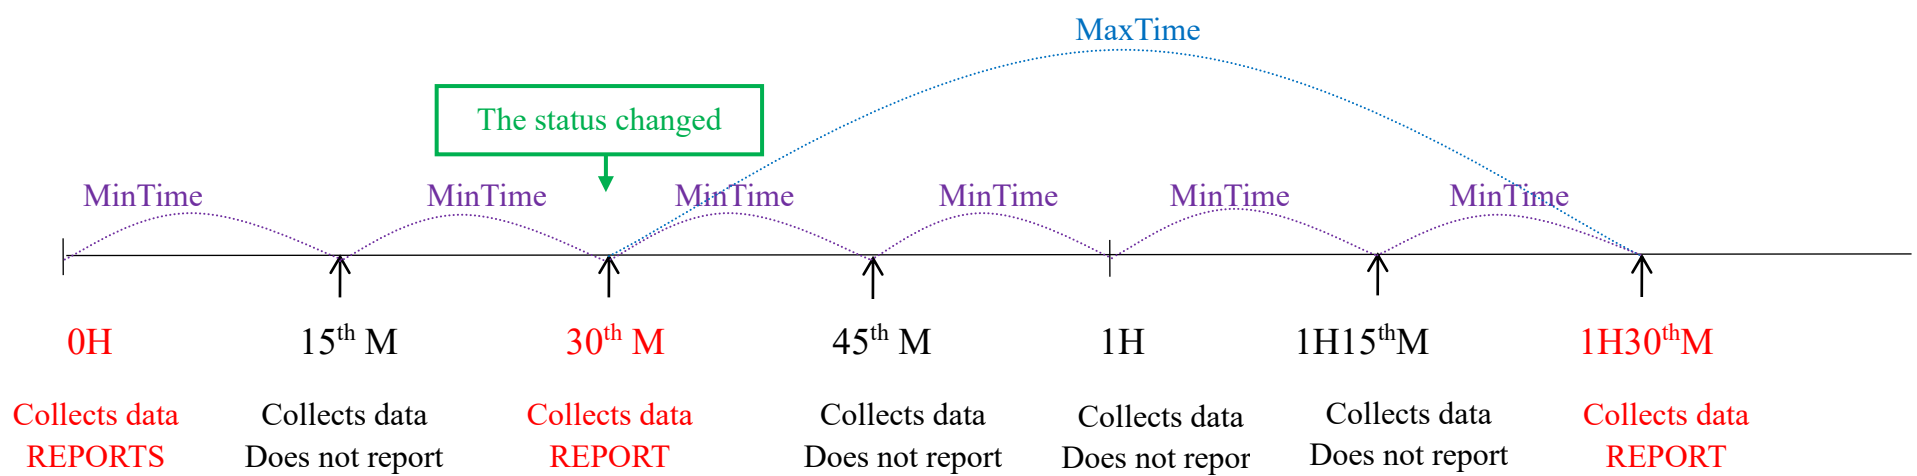 MaxTime
The status changed
MinTime MinTime MinTime MinTime MinTime MinTime
0H 15th M 30th M 45th M 1H 1H15thM 1H30thM
Collects data Collects data Collects data Collects data Collects data Collects data Collects data
REPORTS Does not report REPORT Does not report Does not repor Does not report REPORT